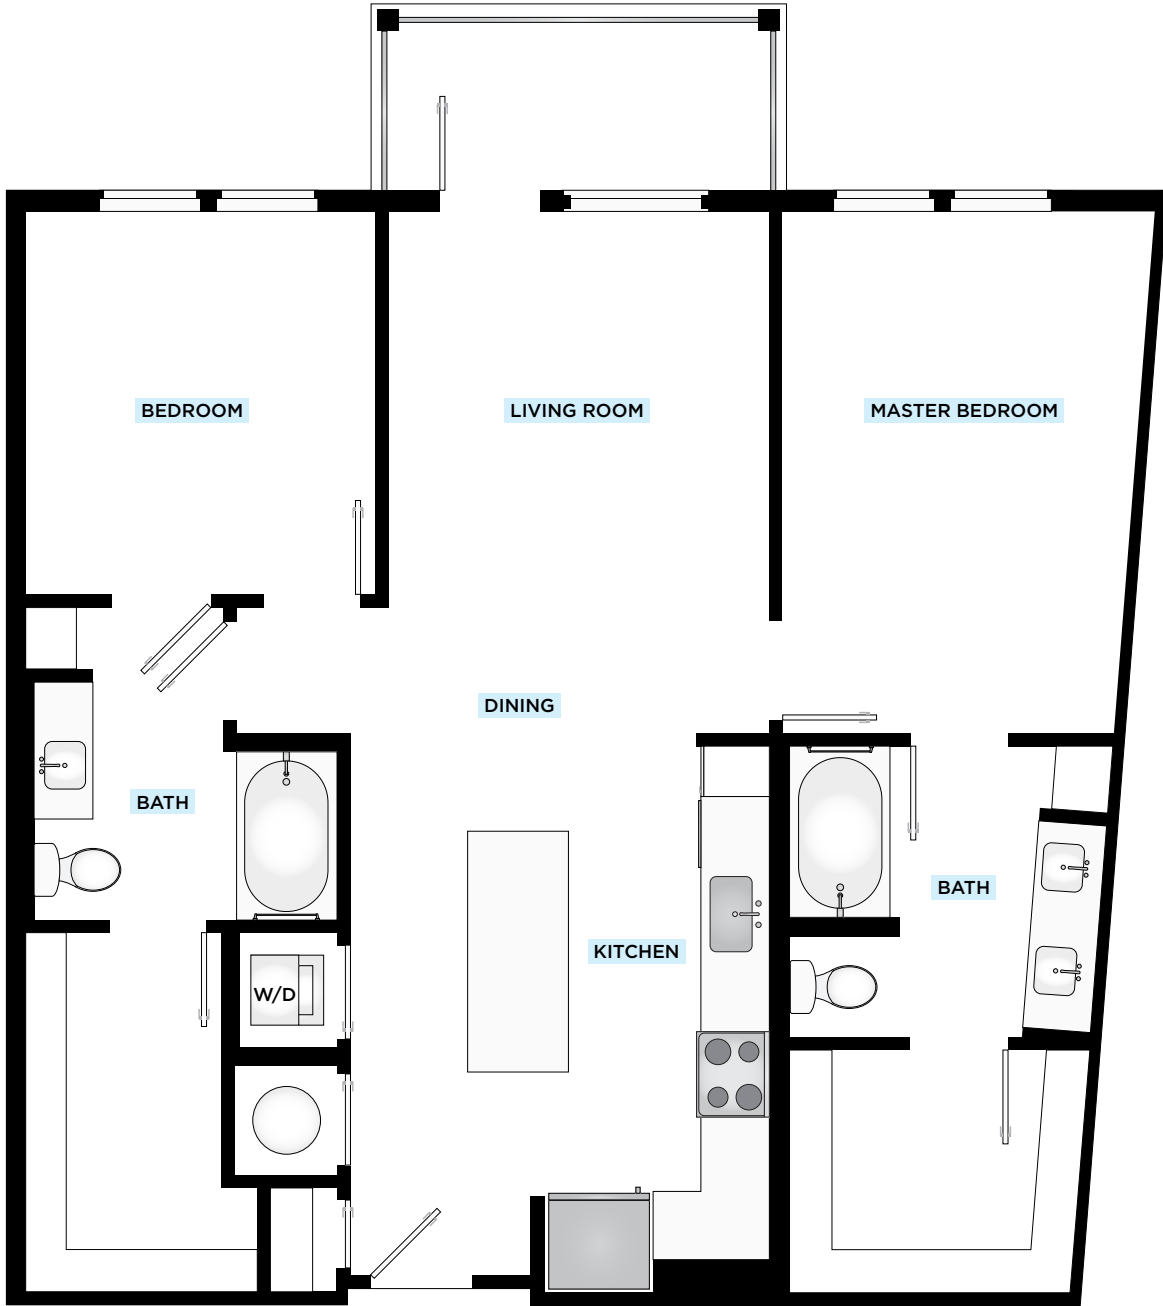 BEDROOM
LIVING ROOM
MASTER BEDROOM
DINING
BATH
BATH
KITCHEN
W/D